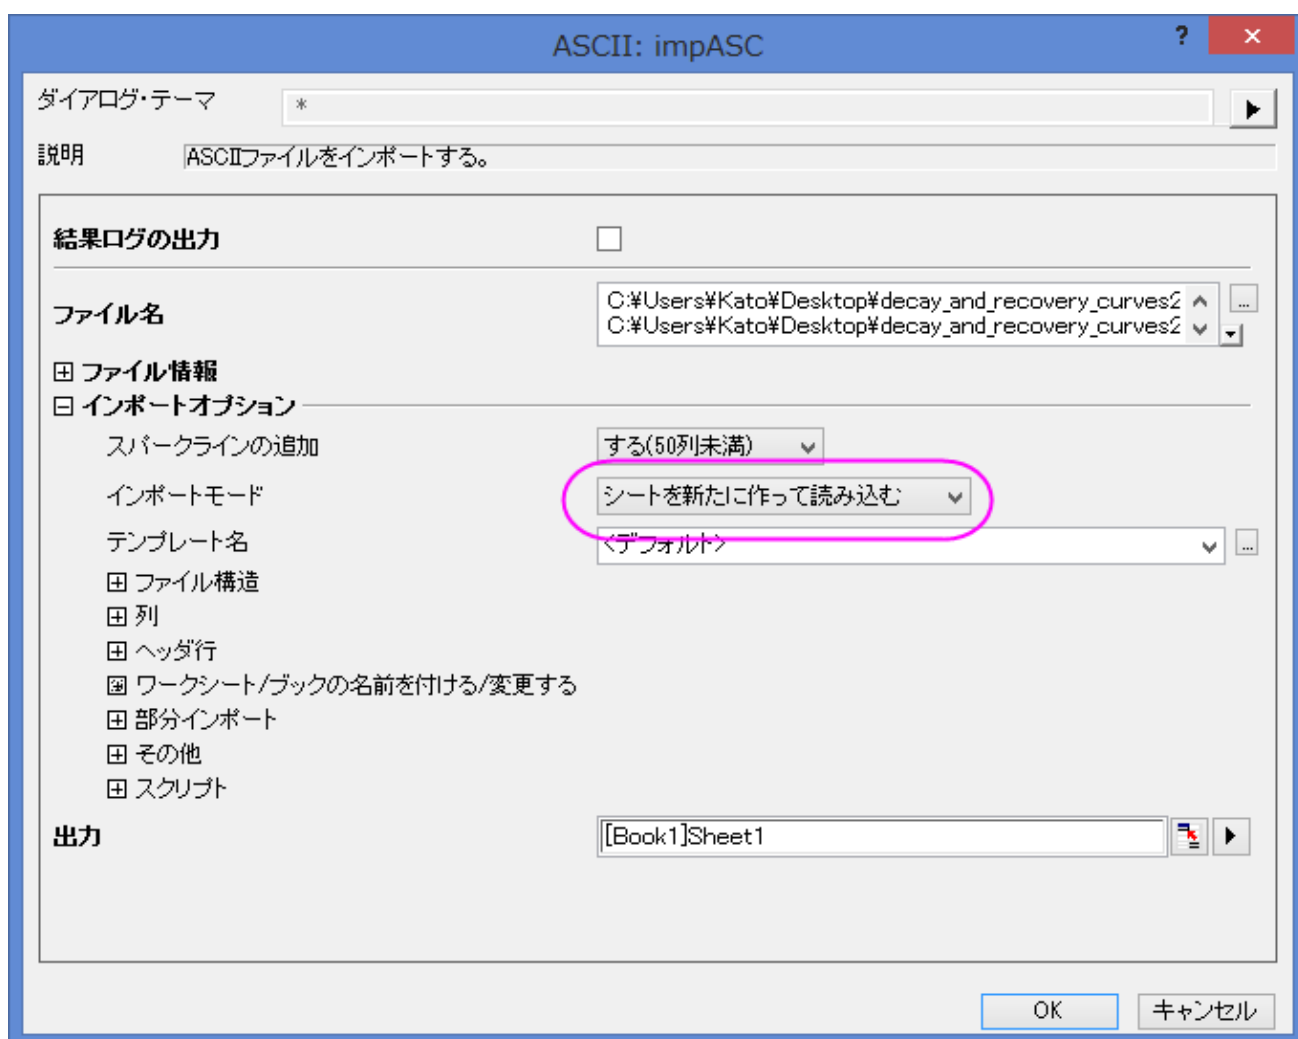 ASCII: impASC
?
ダイアログ・テーマ *
説明 ASCIIファイルをインポートする。
結果ログの出力
ファイル名
C:¥Users¥Kato¥Desktop¥decay_and_recovery_curves2
C:¥Users¥Kato¥Desktop¥decay_and_recovery_curves2
...
ファイル情報
インポートオプション
スパークラインの追加 する(50列未満)
インポートモード シートを新たに作って読み込む
テンプレート名 <デフォルト> ...
ファイル構造
列
ヘッダ行
ワークシート/ブックの名前を付ける/変更する
部分インポート
その他
スクリプト
出力 [Book1]Sheet1
OK キャンセル